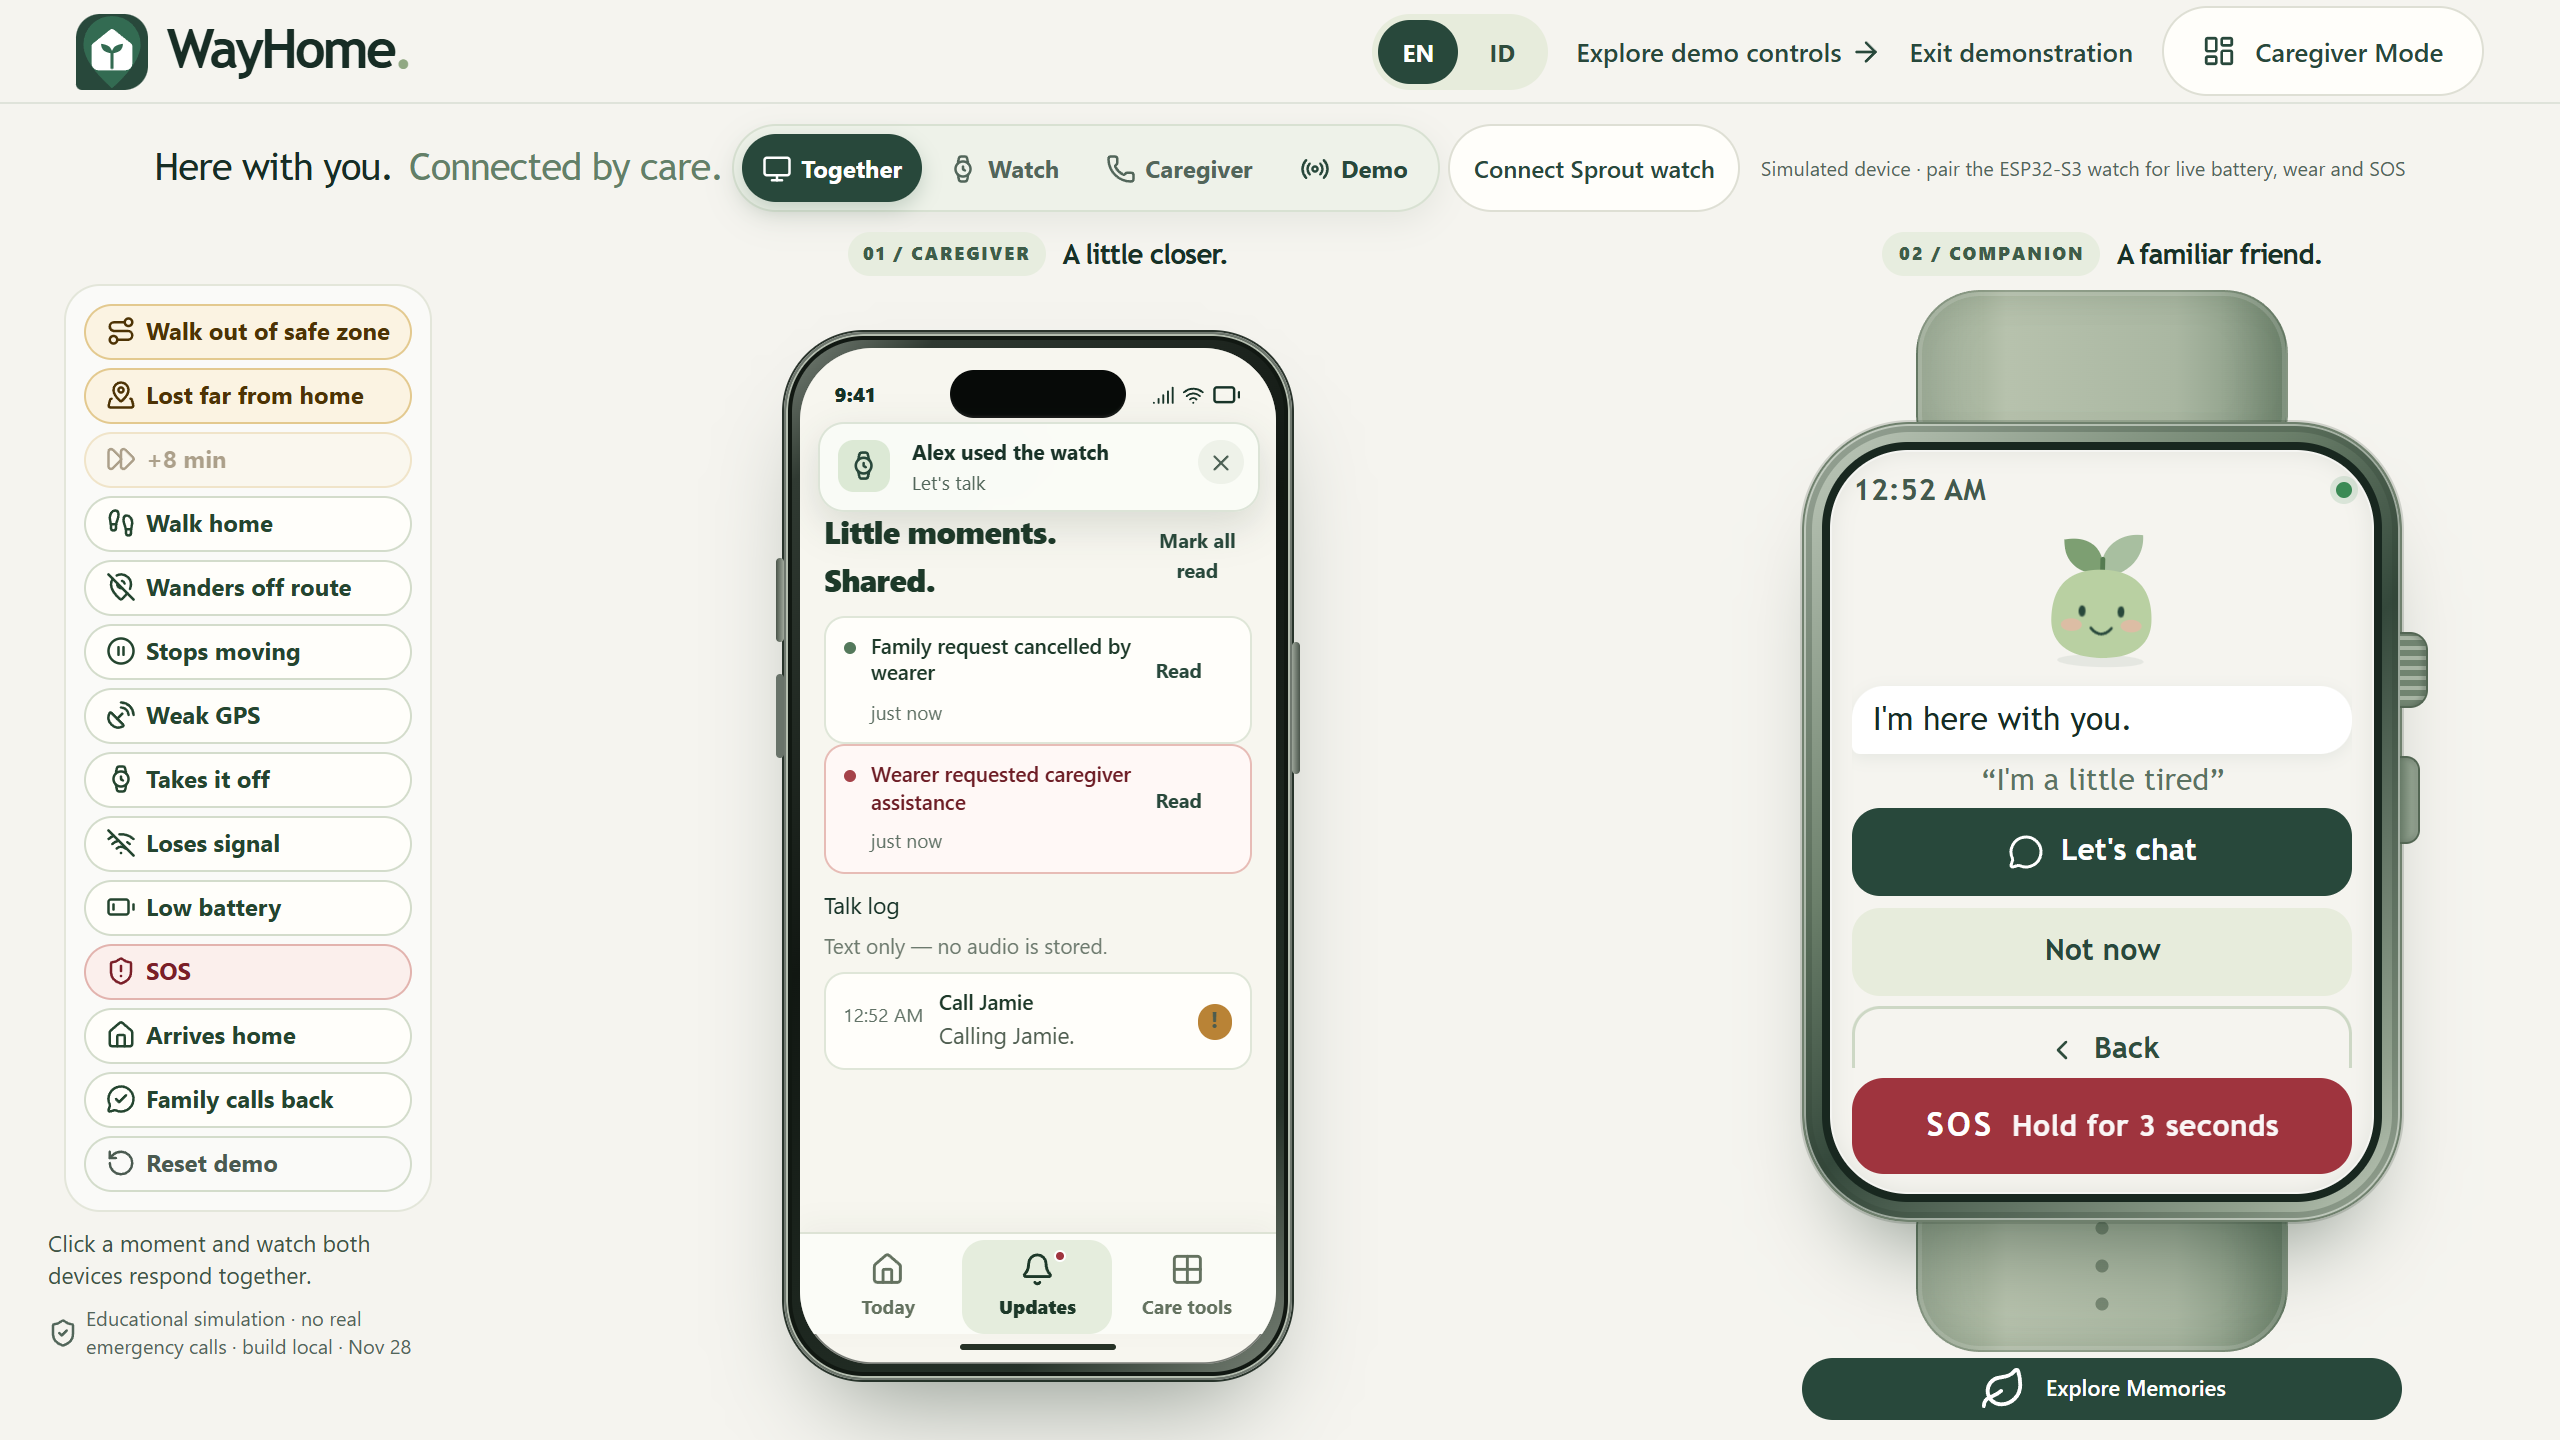 WayHome.
EN ID Explore demo controls Exit demonstration Caregiver Mode
Here with you. Connected by care. Together Watch Caregiver Demo Connect Sprout watch Simulated device · pair the ESP32-S3 watch for live battery, wear and SOS
01 / CAREGIVER A little closer.
02 / COMPANION A familiar friend.
Walk out of safe zone
Lost far from home
+8 min
Walk home
Wanders off route
Stops moving
Weak GPS
Takes it off
Loses signal
Low battery
SOS
Arrives home
Family calls back
Reset demo
Click a moment and watch both
devices respond together.
Educational simulation · no real
emergency calls · build local · Nov 28
9:41
Alex used the watch
Let's talk
Little moments.
Shared.
Mark all
read
Family request cancelled by
wearer
Read
just now
Wearer requested caregiver
assistance
Read
just now
Talk log
Text only — no audio is stored.
12:52 AM Call Jamie
Calling Jamie.
!
Today Updates Care tools
12:52 AM
I'm here with you.
“I'm a little tired”
Let's chat
Not now
Back
SOS Hold for 3 seconds
Explore Memories